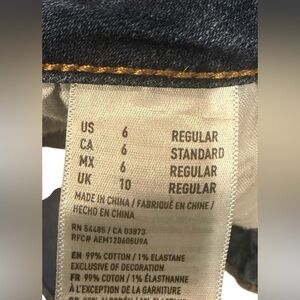 US 6 REGULAR
CA 6 STANDARD
MX 6 REGULAR
UK 10 REGULAR
MADE IN CHINA / FABRIQUÉ EN CHINE /
HECHO EN CHINA
RN 54485 / CA 03873
RFC# AEM120605U9A
EN 99% COTTON / 1% ELASTANE
EXCLUSIVE OF DECORATION
FR 99% COTON / 1% ÉLASTHANNE
À L'EXCEPTION DE LA GARNITURE